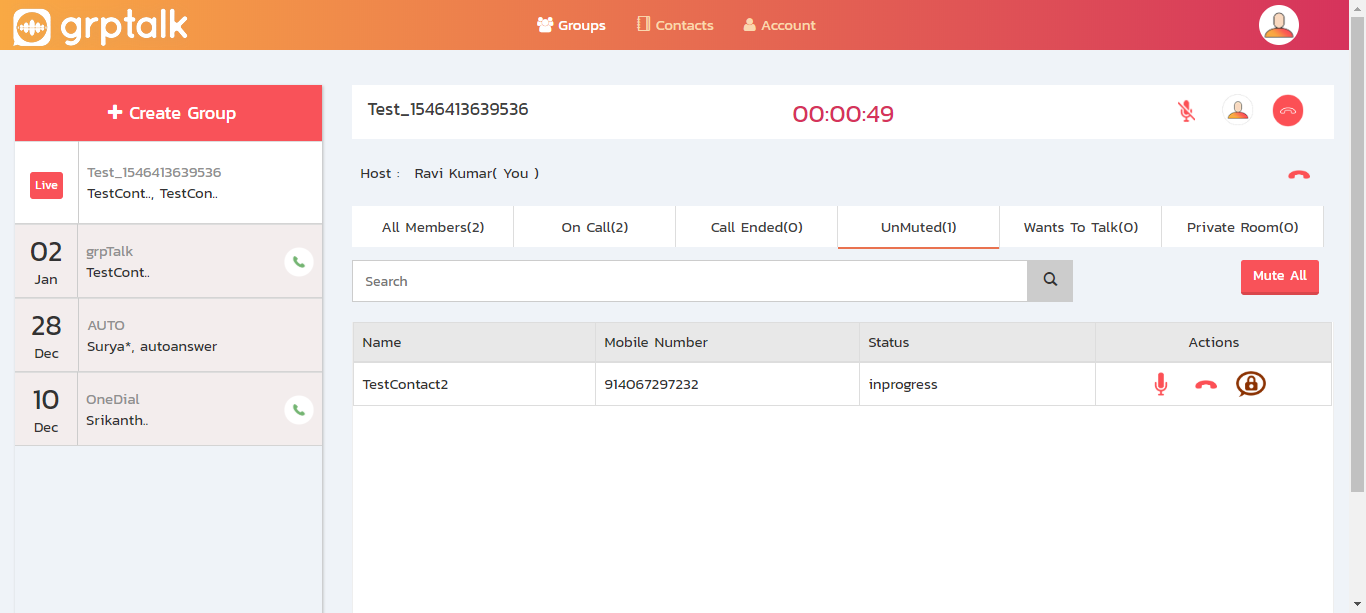 grptalk
Groups Contacts Account
Create Group
Live
Test_1546413639536
TestCont.., TestCon..
02
Jan
grpTalk
TestCont..
28
Dec
AUTO
Surya*, autoanswer
10
Dec
OneDial
Srikanth..
Test_1546413639536 00:00:49
Host : Ravi Kumar( You )
All Members(2) On Call(2) Call Ended(0) UnMuted(1) Wants To Talk(0) Private Room(0)
Search
Mute All
Name Mobile Number Status Actions
TestContact2 914067297232 inprogress